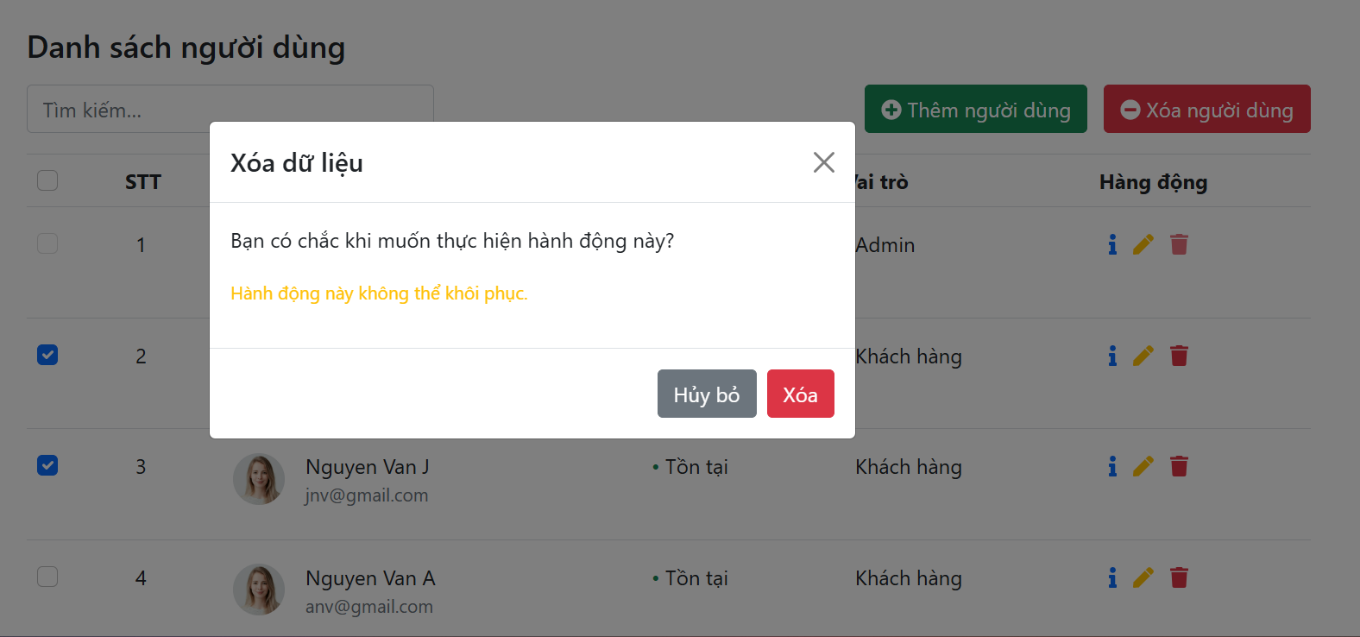 Danh sách người dùng
Tìm kiếm...
Thêm người dùng
Xóa người dùng
Xóa dữ liệu
Bạn có chắc khi muốn thực hiện hành động này?
Hành động này không thể khôi phục.
Hủy bỏ Xóa
STT ai trò Hàng động
1 Admin
2 Khách hàng
3 Nguyen Van J • Tồn tại Khách hàng
jnv@gmail.com
4 Nguyen Van A • Tồn tại Khách hàng
anv@gmail.com